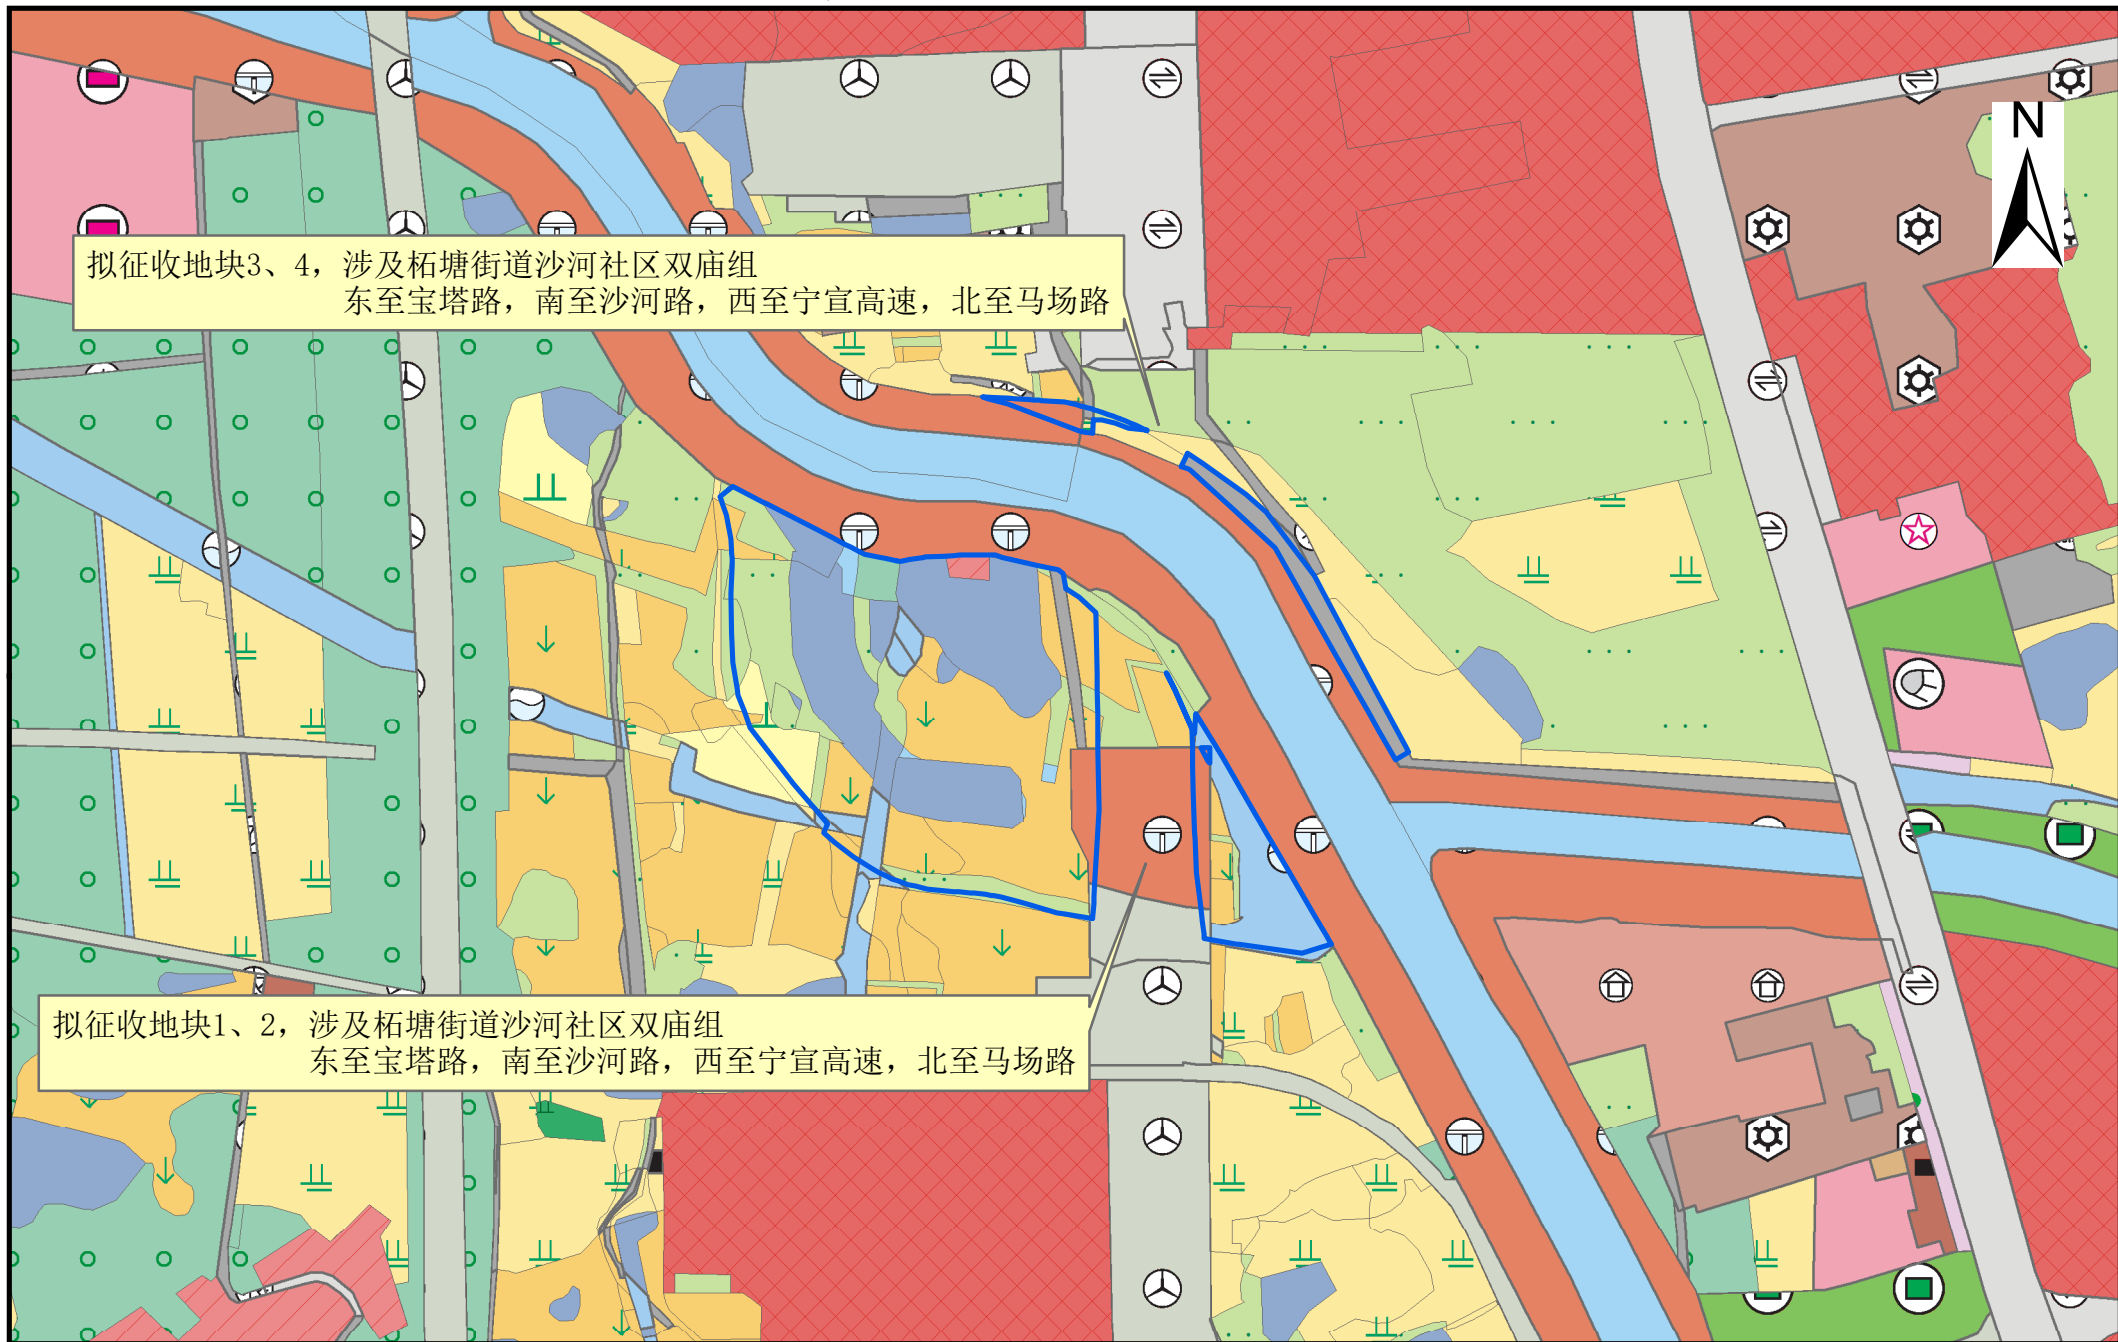 N
拟征收地块3、4，涉及柘塘街道沙河社区双庙组
东至宝塔路，南至沙河路，西至宁宣高速，北至马场路
拟征收地块1、2，涉及柘塘街道沙河社区双庙组
东至宝塔路，南至沙河路，西至宁宣高速，北至马场路